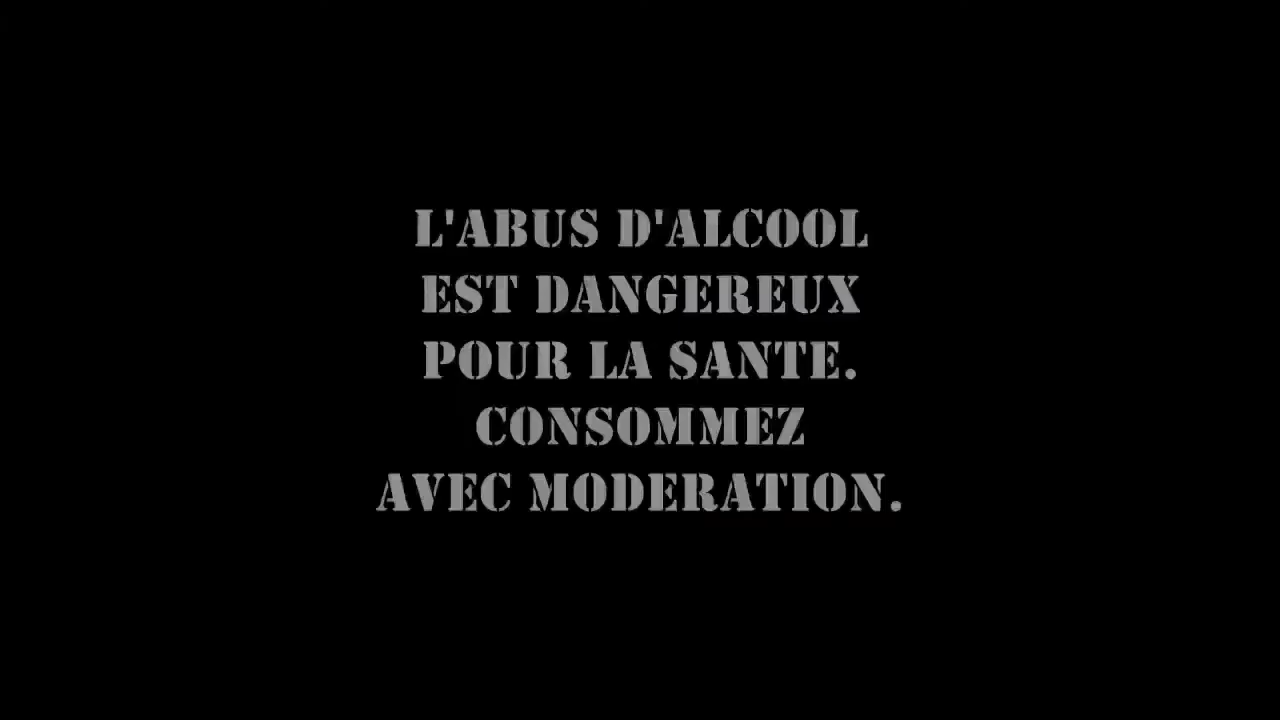 L'ABUS D'ALCOOL
EST DANGEREUX
POUR LA SANTE.
CONSOMMEZ
AVEC MODERATION.